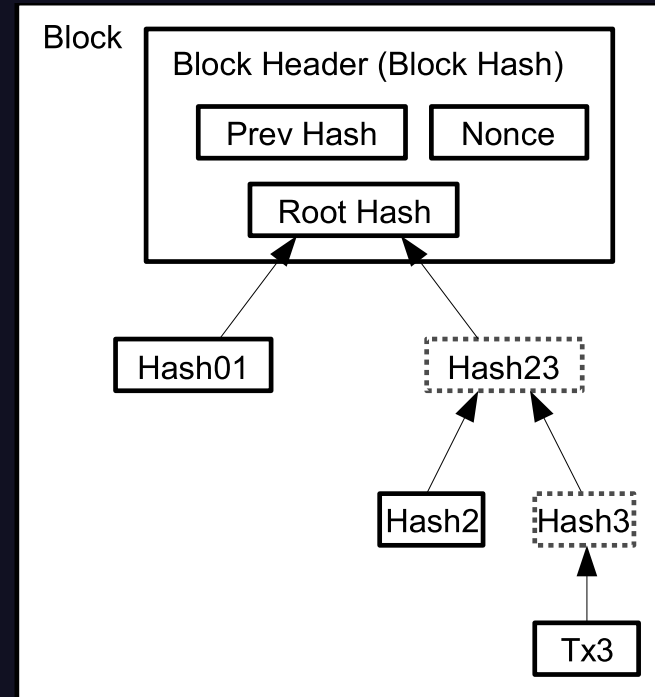 Block
Block Header (Block Hash)
Prev Hash
Nonce
Root Hash
Hash01
Hash23
Hash2
Hash3
Tx3